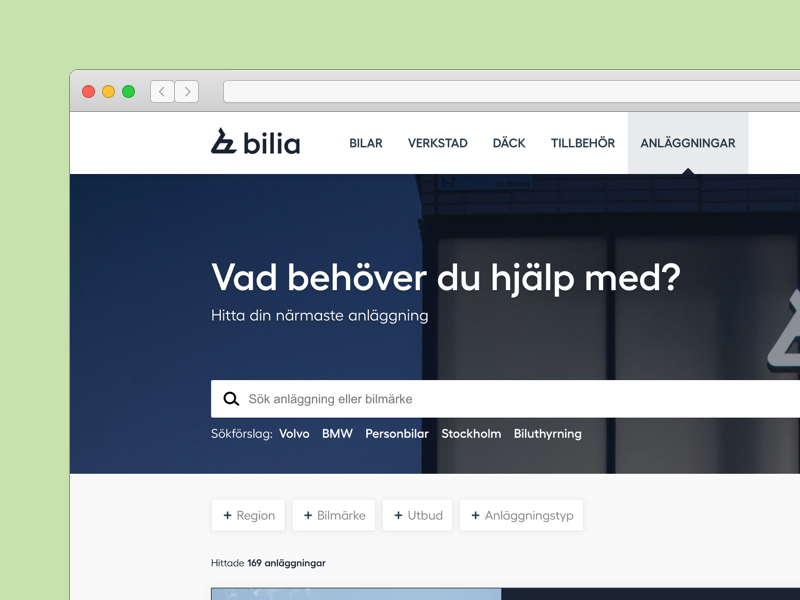 bilia BILAR VERKSTAD DÄCK TILLBEHÖR ANLÄGGNINGAR
Vad behöver du hjälp med?
Hitta din närmaste anläggning
Sök anläggning eller bilmärke
Sökförslag: Volvo BMW Personbilar Stockholm Biluthyrning
+ Region + Bilmärke + Utbud + Anläggningstyp
Hittade 169 anläggningar